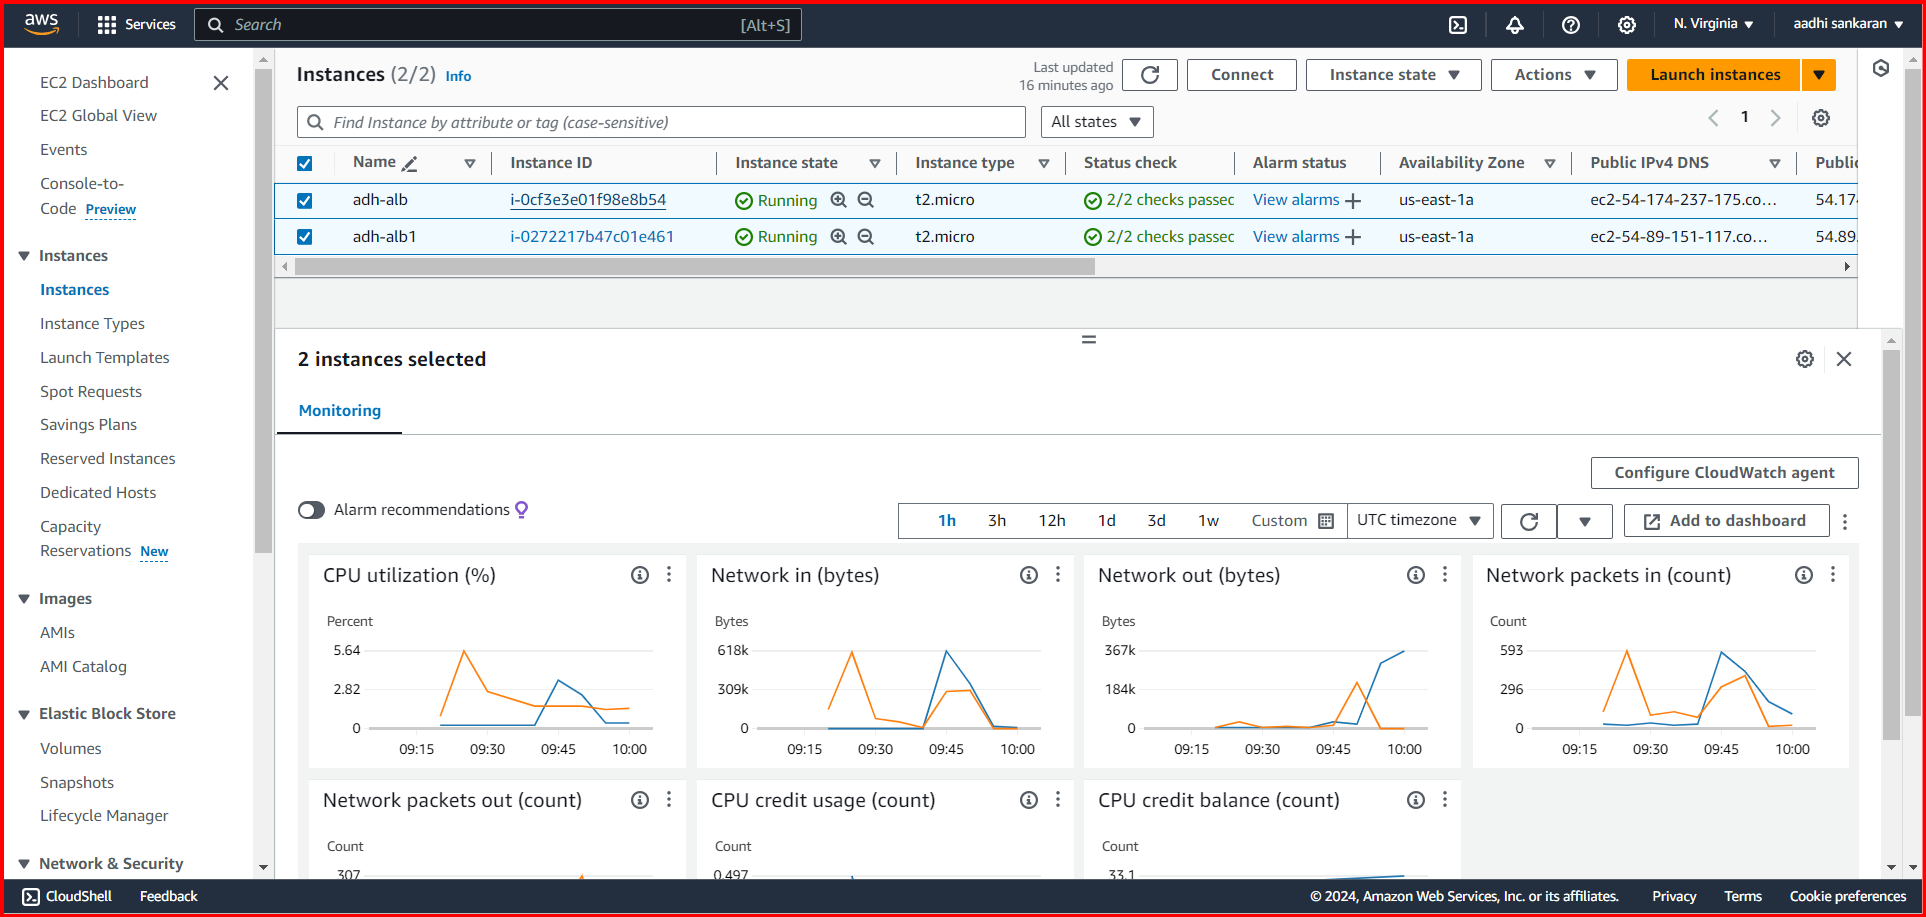 aws
Services
Search [Alt+S]
N. Virginia
aadhi sankaran
EC2 Dashboard
EC2 Global View
Events
Console-to-
Code Preview
Instances
Instances
Instance Types
Launch Templates
Spot Requests
Savings Plans
Reserved Instances
Dedicated Hosts
Capacity
Reservations New
Images
AMIs
AMI Catalog
Elastic Block Store
Volumes
Snapshots
Lifecycle Manager
Network & Security
Instances (2/2) Info
Last updated
16 minutes ago
Connect
Instance state
Actions
Launch instances
Find Instance by attribute or tag (case-sensitive)
All states
1
Name Instance ID Instance state Instance type Status check Alarm status Availability Zone Public IPv4 DNS Public
adh-alb i-0cf3e3e01f98e8b54 Running t2.micro 2/2 checks passec View alarms us-east-1a ec2-54-174-237-175.co... 54.174
adh-alb1 i-0272217b47c01e461 Running t2.micro 2/2 checks passec View alarms us-east-1a ec2-54-89-151-117.co... 54.89.
2 instances selected
Monitoring
Configure CloudWatch agent
Alarm recommendations
1h 3h 12h 1d 3d 1w Custom UTC timezone
Add to dashboard
CPU utilization (%)
Percent
5.64
2.82
0
09:15 09:30 09:45 10:00
Network in (bytes)
Bytes
618k
309k
0
09:15 09:30 09:45 10:00
Network out (bytes)
Bytes
367k
184k
0
09:15 09:30 09:45 10:00
Network packets in (count)
Count
593
296
0
09:15 09:30 09:45 10:00
Network packets out (count)
Count
307
CPU credit usage (count)
Count
0.497
CPU credit balance (count)
Count
33.1
CloudShell
Feedback
© 2024, Amazon Web Services, Inc. or its affiliates.
Privacy
Terms
Cookie preferences